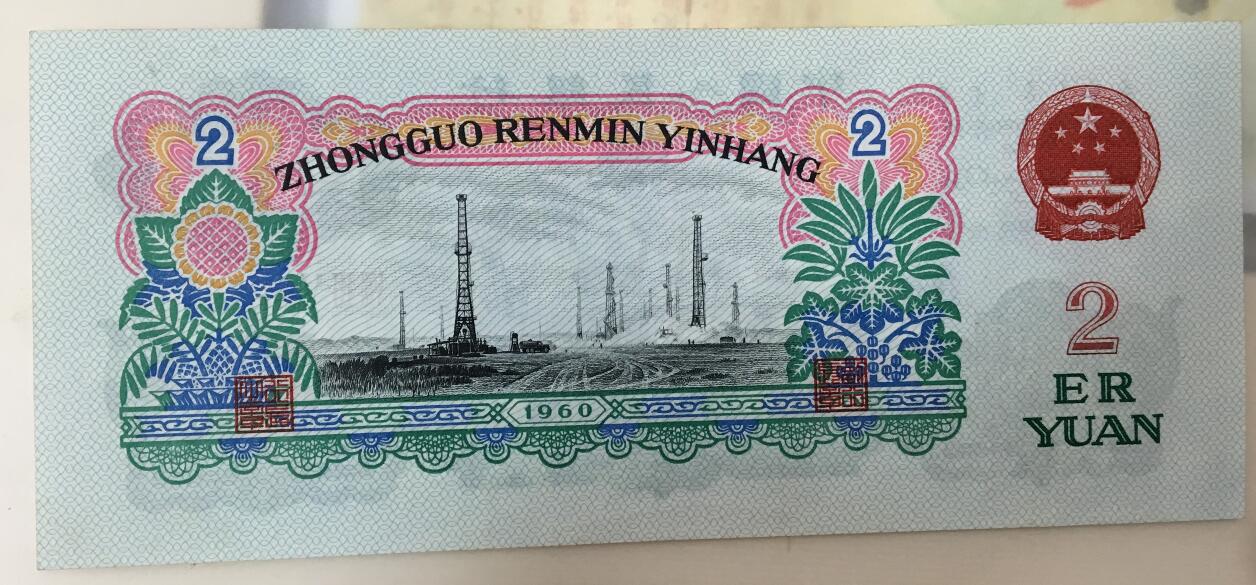 2
2
ZHONGGUO RENMIN YINHANG
1960
2
ER
YUAN